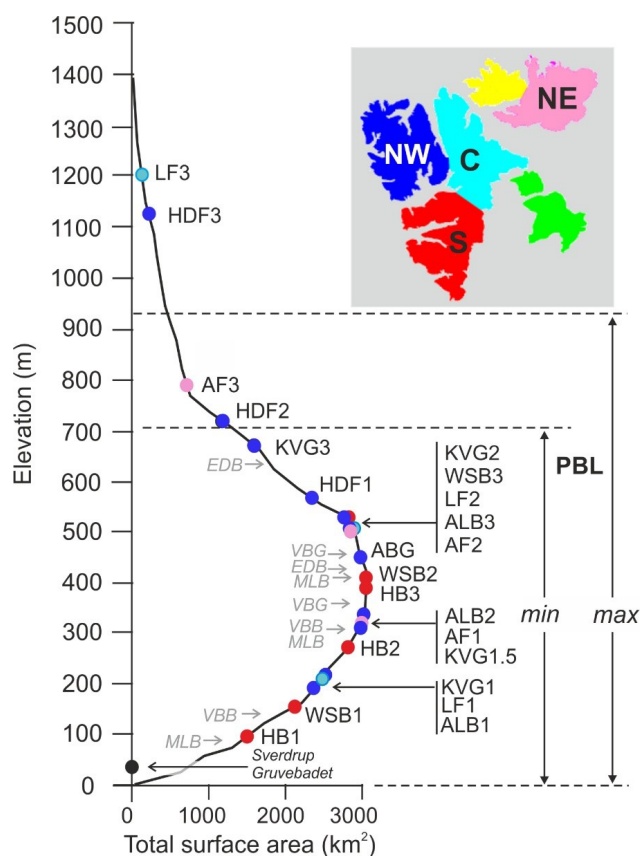 1500
1400
1300
1200
1100
1000
900
800
700
600
500
400
300
200
100
0
Elevation (m)
0
1000
2000
3000
Total surface area (km²)
LF3
HDF3
AF3
HDF2
KVG3
EDB
HDF1
KVG2
WSB3
LF2
ALB3
AF2
VBG
ABG
EDB
WSB2
MLB
HB3
VBG
VBB
MLB
ALB2
AF1
KVG1.5
HB2
KVG1
LF1
ALB1
VBB
WSB1
MLB
HB1
Sverdrup
Gruvebadet
PBL
min
max
NW
C
NE
S